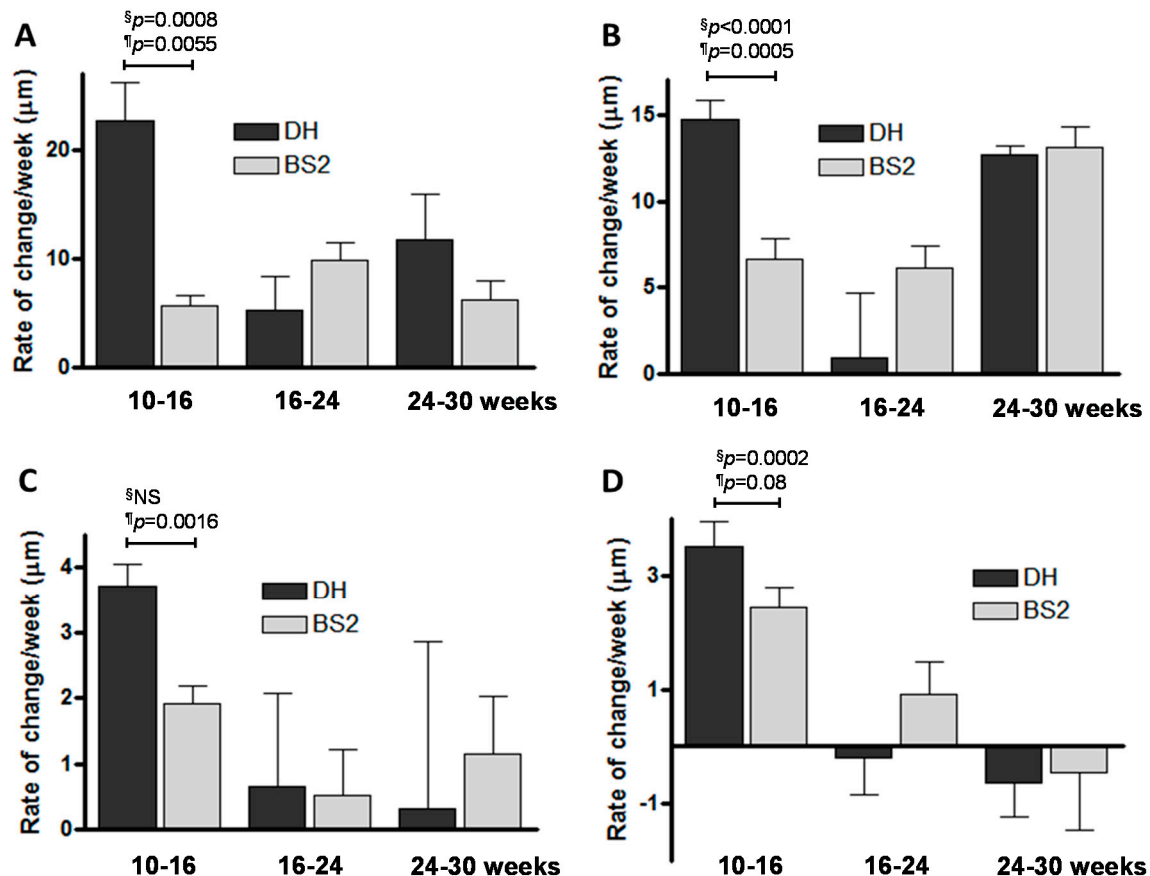 A
§p=0.0008
¶p=0.0055
Rate of change/week (μm)
20
10
0
DH
BS2
10-16
16-24
24-30 weeks
B
§p<0.0001
¶p=0.0005
Rate of change/week (μm)
15
10
5
0
DH
BS2
10-16
16-24
24-30 weeks
C
§NS
¶p=0.0016
Rate of change/week (μm)
4
3
2
1
0
DH
BS2
10-16
16-24
24-30 weeks
D
§p=0.0002
¶p=0.08
Rate of change/week (μm)
3
1
-1
DH
BS2
10-16
16-24
24-30 weeks